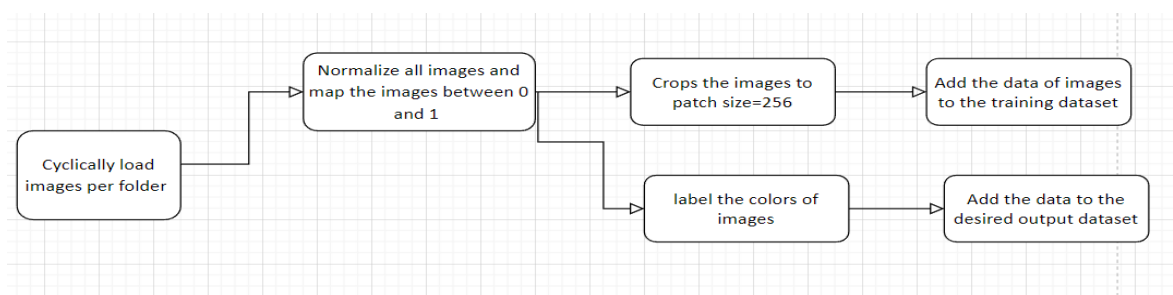 Cyclically load
images per folder
Normalize all images and
map the images between 0
and 1
Crops the images to
patch size=256
Add the data of images
to the training dataset
label the colors of
images
Add the data to the
desired output dataset